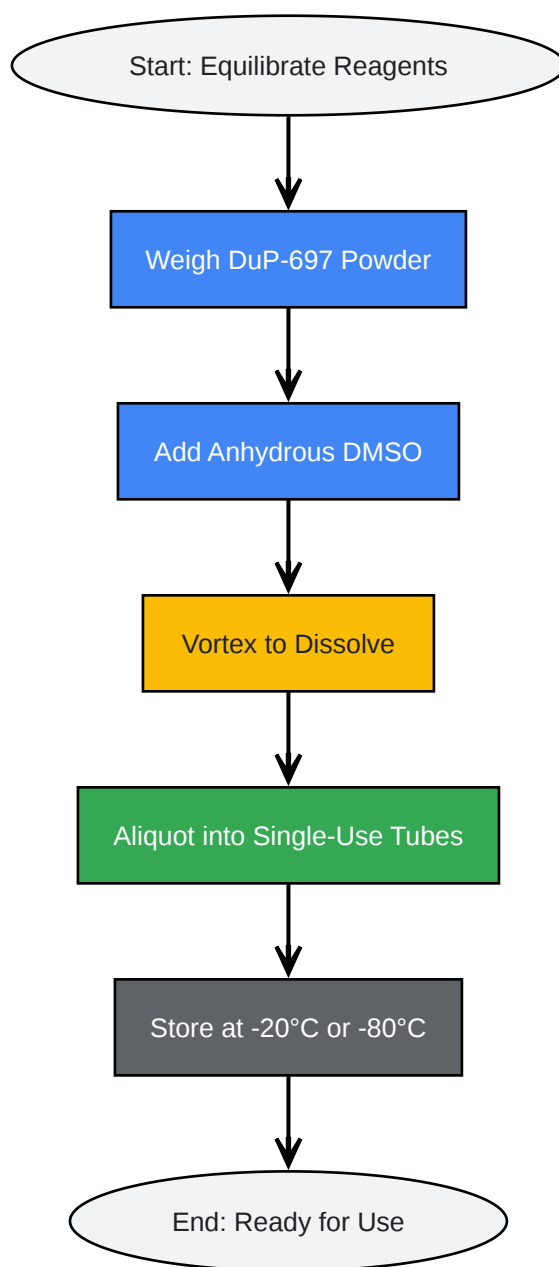 Start: Equilibrate Reagents
Weigh DuP-697 Powder
Add Anhydrous DMSO
Vortex to Dissolve
Aliquot into Single-Use Tubes
Store at -20°C or -80°C
End: Ready for Use